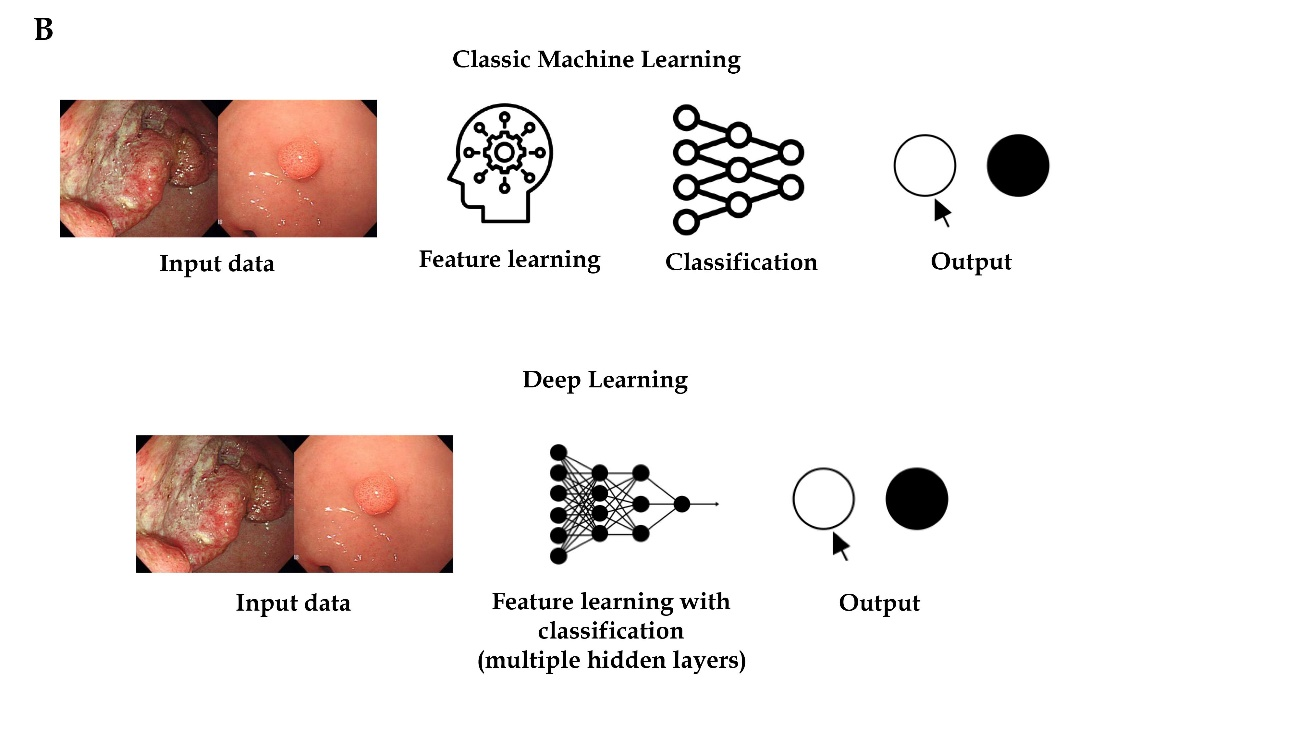 B
Classic Machine Learning
Input data
Feature learning
Classification
Output
Deep Learning
Input data
Feature learning with
classification
(multiple hidden layers)
Output